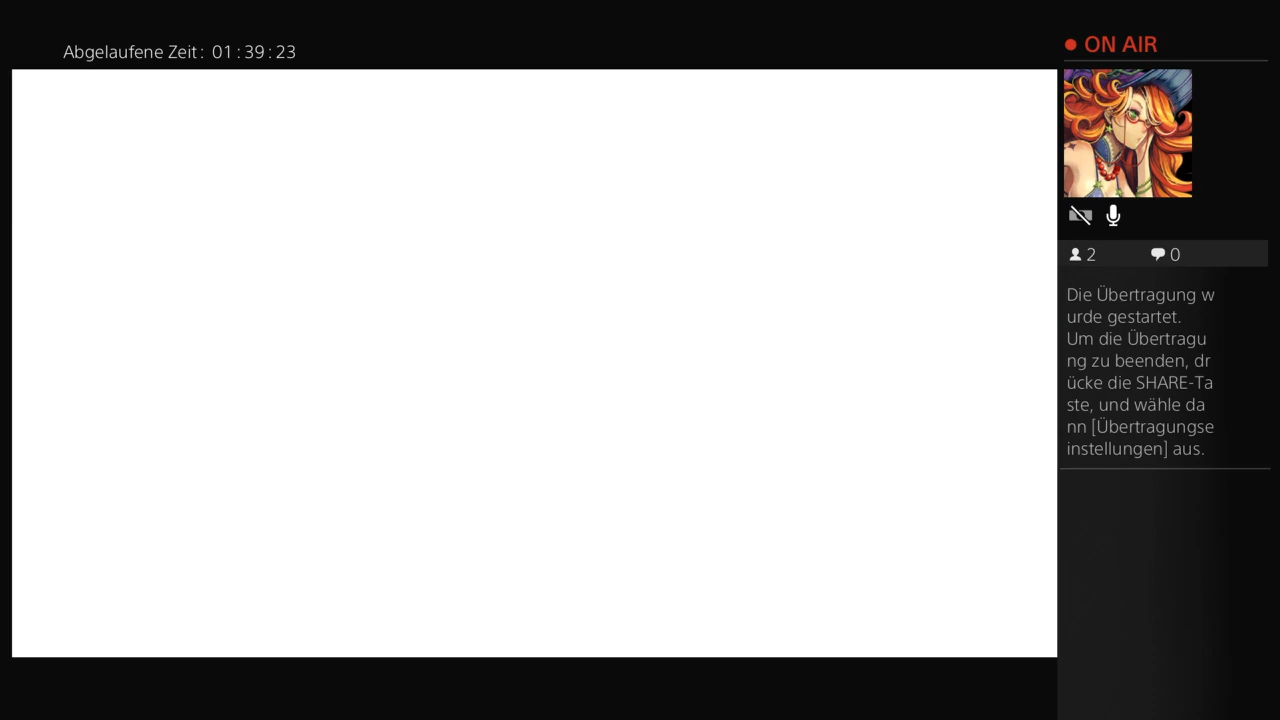 Abgelaufene Zeit: 01:39:23
ON AIR
2 0
Die Übertragung w
urde gestartet.
Um die Übertragu
ng zu beenden, dr
ücke die SHARE-Ta
ste, und wähle da
nn [Übertragungse
instellungen] aus.